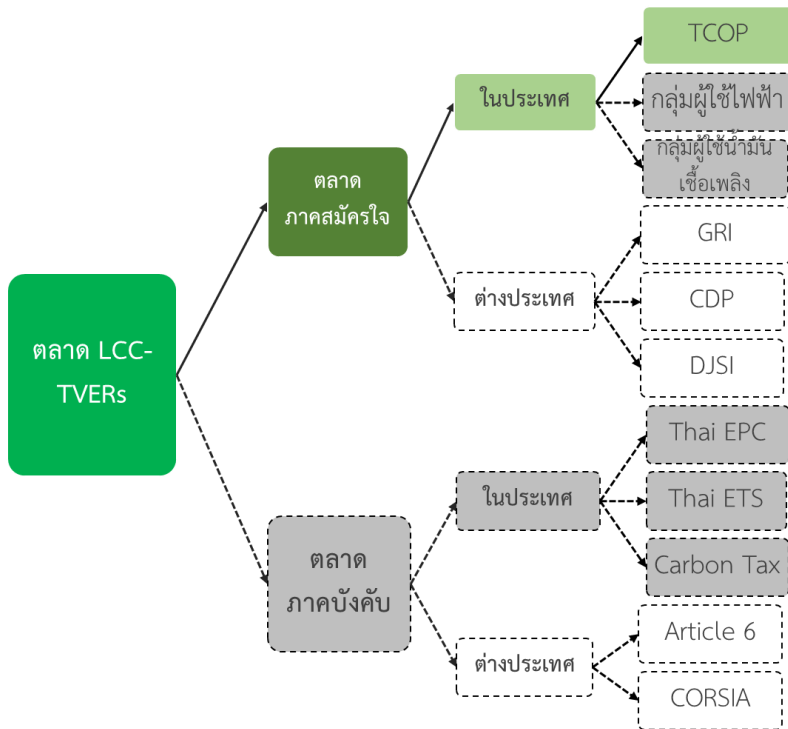 TCOP
ในประเทศ
กลุ่มผู้ใช้ไฟฟ้า
กลุ่มผู้ใช้น้ำมัน
เชื้อเพลิง
ตลาด
ภาคสมัครใจ
GRI
ต่างประเทศ
CDP
DJSI
ตลาด LCC-
TVERs
Thai EPC
ในประเทศ
Thai ETS
Carbon Tax
ตลาด
ภาคบังคับ
Article 6
ต่างประเทศ
CORSIA